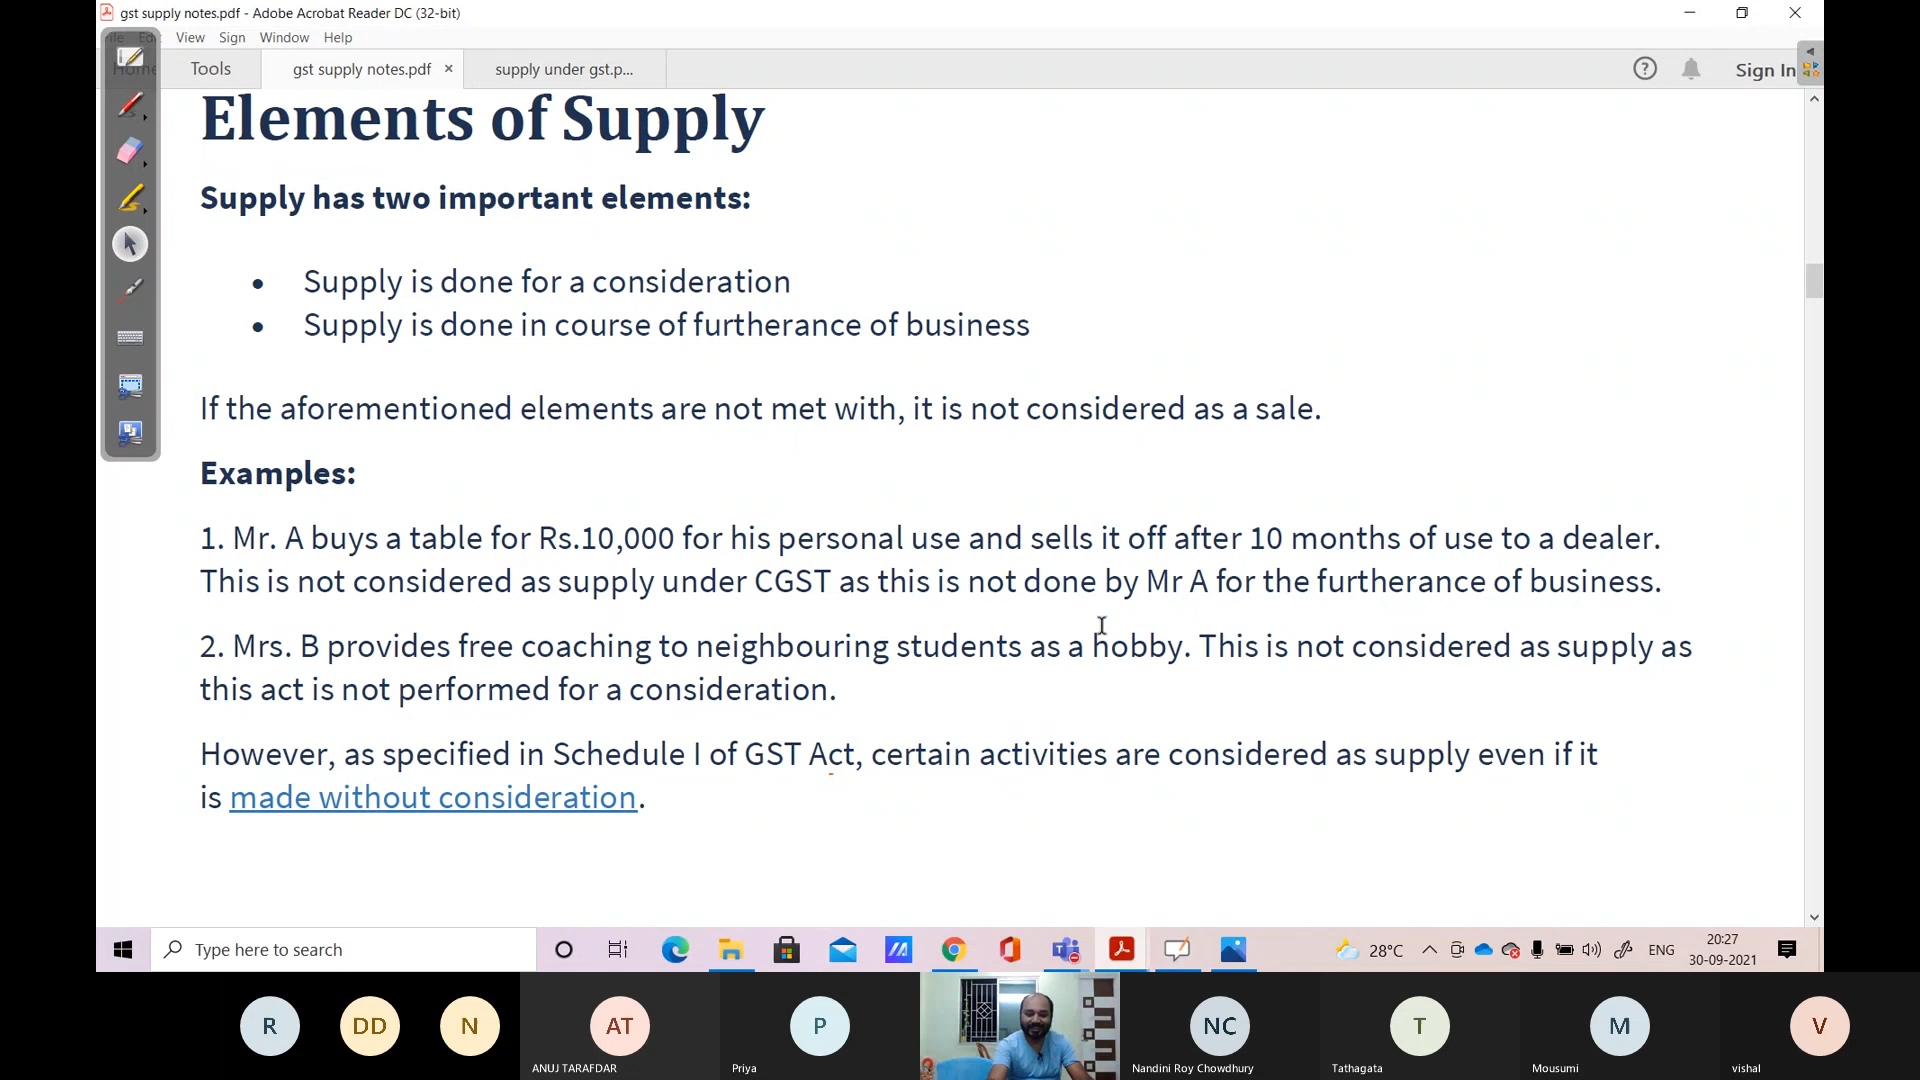 gst supply notes.pdf - Adobe Acrobat Reader DC (32-bit)
View Sign Window Help
Tools gst supply notes.pdf × supply under gst.p... Sign In
Elements of Supply
Supply has two important elements:
• Supply is done for a consideration
• Supply is done in course of furtherance of business
If the aforementioned elements are not met with, it is not considered as a sale.
Examples:
1. Mr. A buys a table for Rs.10,000 for his personal use and sells it off after 10 months of use to a dealer.
This is not considered as supply under CGST as this is not done by Mr A for the furtherance of business.
2. Mrs. B provides free coaching to neighbouring students as a hobby. This is not considered as supply as
this act is not performed for a consideration.
However, as specified in Schedule I of GST Act, certain activities are considered as supply even if it
is made without consideration.
Type here to search
28°C
ENG
20:27
30-09-2021
R DD N AT P NC T M V
ANUJ TARAFDAR Priya Nandini Roy Chowdhury Tathagata Mousumi vishal